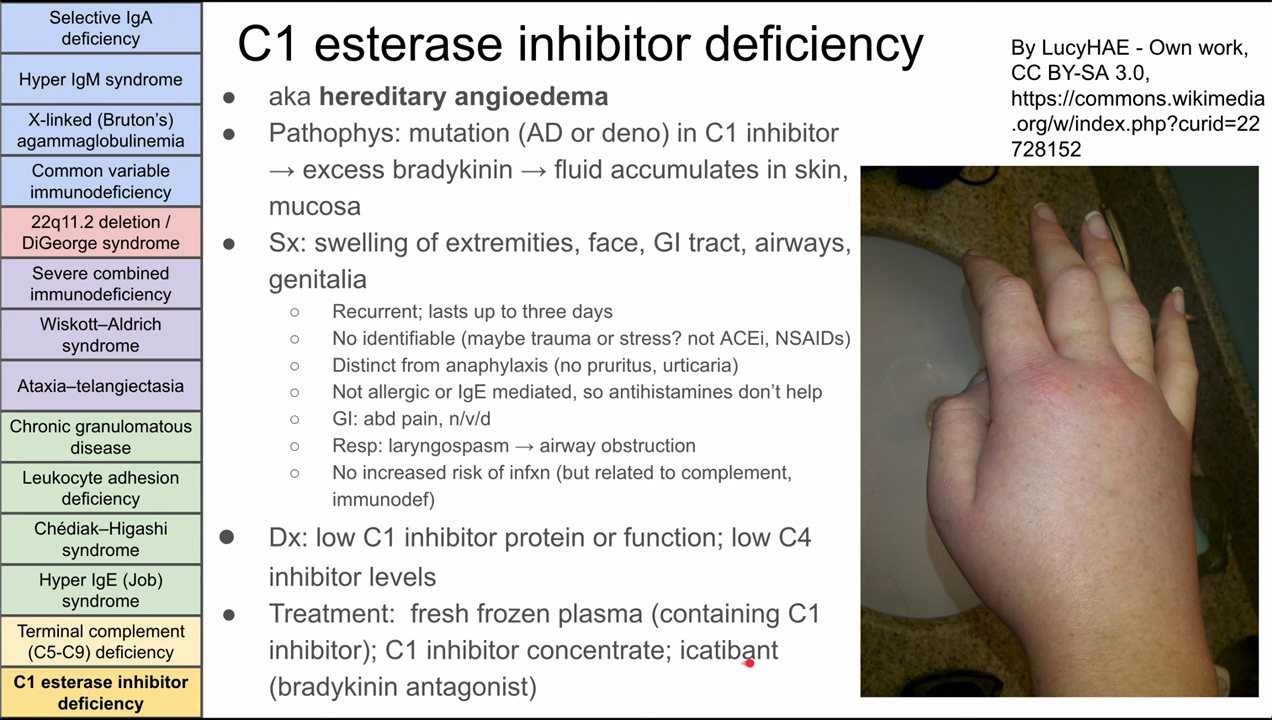 Selective IgA
deficiency
Hyper IgM syndrome
X-linked (Bruton’s)
agammaglobulinemia
Common variable
immunodeficiency
22q11.2 deletion /
DiGeorge syndrome
Severe combined
immunodeficiency
Wiskott–Aldrich
syndrome
Ataxia–telangiectasia
Chronic granulomatous
disease
Leukocyte adhesion
deficiency
Chédiak–Higashi
syndrome
Hyper IgE (Job)
syndrome
Terminal complement
(C5-C9) deficiency
C1 esterase inhibitor
deficiency
C1 esterase inhibitor deficiency
● aka hereditary angioedema
● Pathophys: mutation (AD or deno) in C1 inhibitor
→ excess bradykinin → fluid accumulates in skin,
mucosa
● Sx: swelling of extremities, face, GI tract, airways,
genitalia
○ Recurrent; lasts up to three days
○ No identifiable (maybe trauma or stress? not ACEi, NSAIDs)
○ Distinct from anaphylaxis (no pruritus, urticaria)
○ Not allergic or IgE mediated, so antihistamines don’t help
○ GI: abd pain, n/v/d
○ Resp: laryngospasm → airway obstruction
○ No increased risk of infxn (but related to complement,
immunodef)
● Dx: low C1 inhibitor protein or function; low C4
inhibitor levels
● Treatment: fresh frozen plasma (containing C1
inhibitor); C1 inhibitor concentrate; icatibant
(bradykinin antagonist)
By LucyHAE - Own work,
CC BY-SA 3.0,
https://commons.wikimedia
.org/w/index.php?curid=22
728152